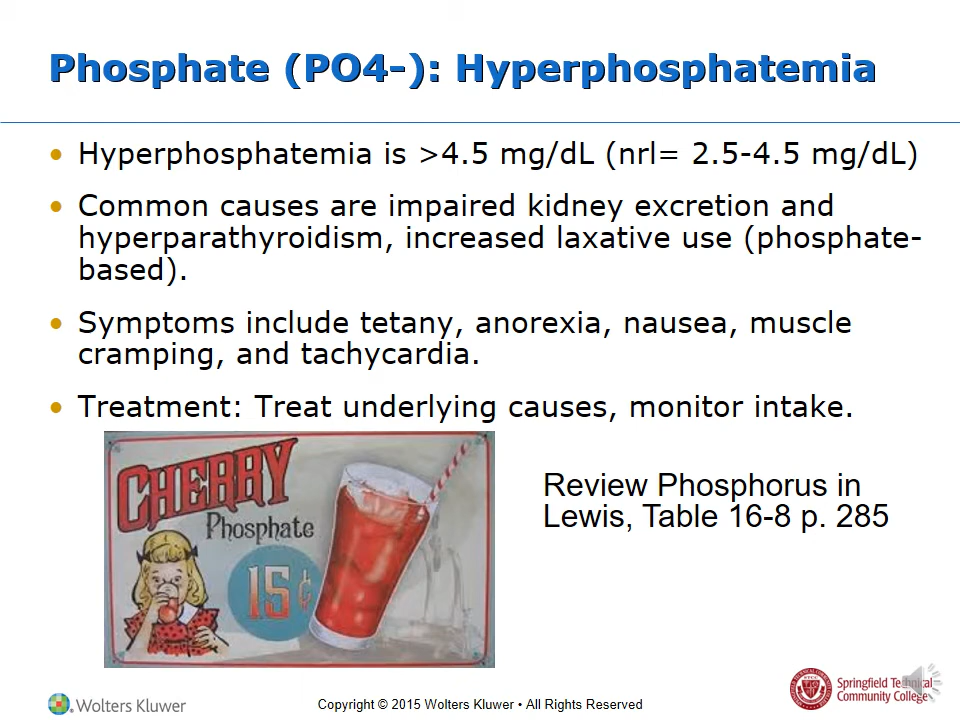 Phosphate (PO4-): Hyperphosphatemia
• Hyperphosphatemia is >4.5 mg/dL (nrl= 2.5-4.5 mg/dL)
• Common causes are impaired kidney excretion and
hyperparathyroidism, increased laxative use (phosphate-
based).
• Symptoms include tetany, anorexia, nausea, muscle
cramping, and tachycardia.
• Treatment: Treat underlying causes, monitor intake.
CHERRY
Phosphate
15¢
Review Phosphorus in
Lewis, Table 16-8 p. 285
Wolters Kluwer
Copyright © 2015 Wolters Kluwer • All Rights Reserved
Springfield Technical
Community College